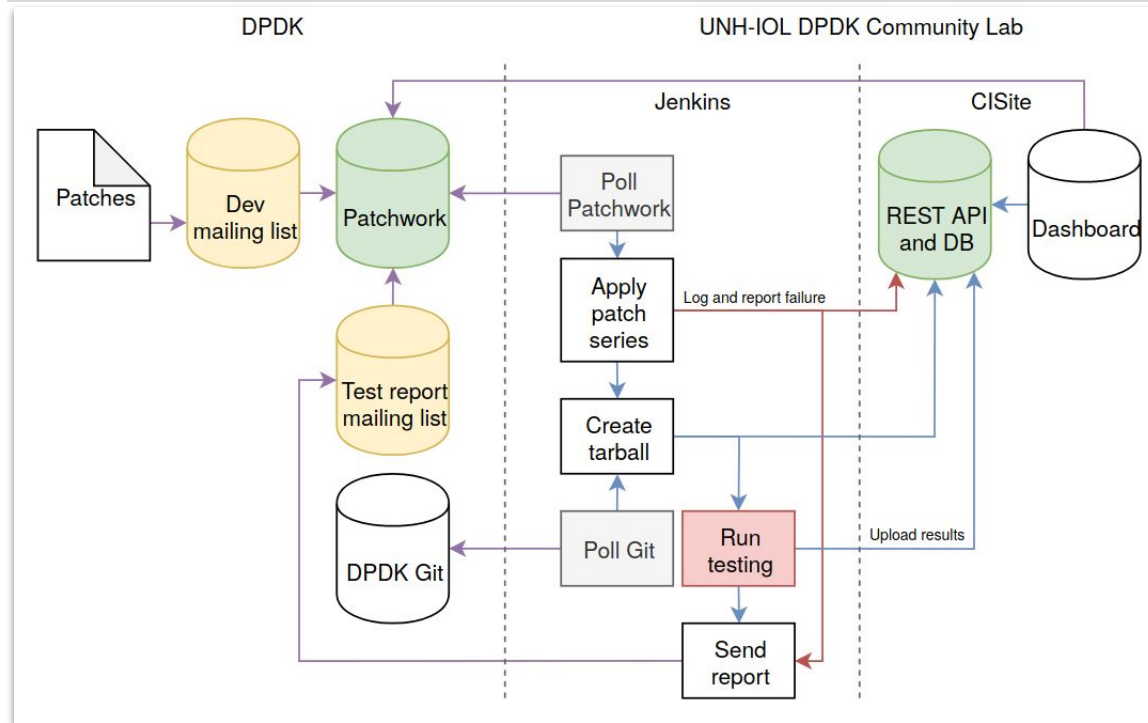 DPDK
UNH-IOL DPDK Community Lab
Jenkins
CISite
Patches
Dev
mailing list
Patchwork
Poll
Patchwork
REST API
and DB
Dashboard
Apply
patch
series
Log and report failure
Test report
mailing list
Create
tarball
DPDK Git
Poll Git
Run
testing
Upload results
Send
report